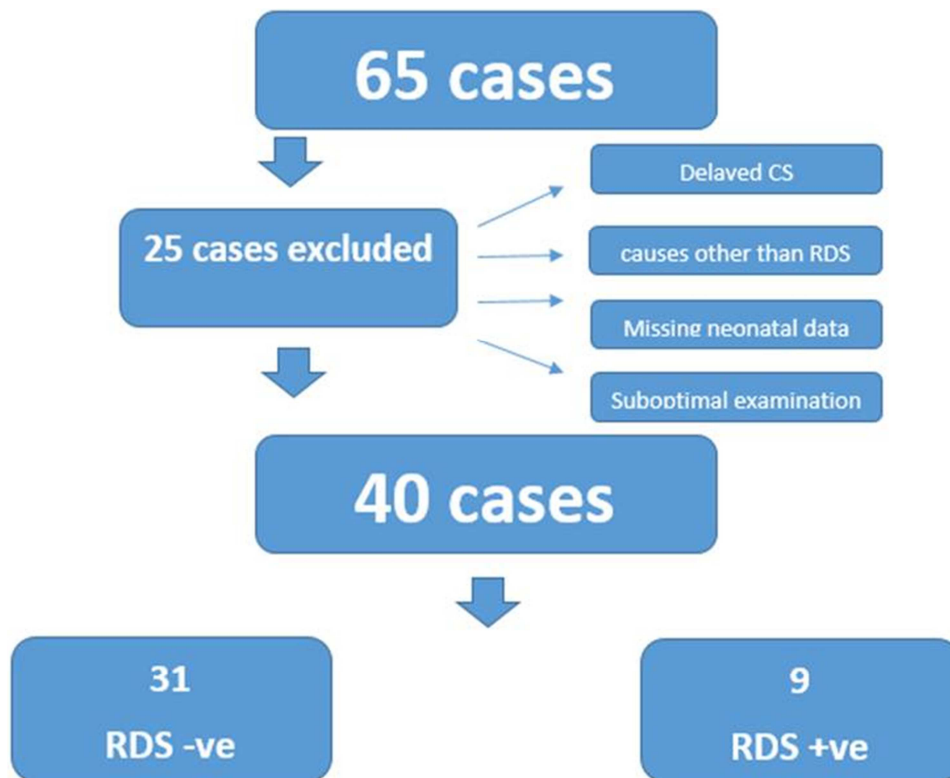 65 cases
Delaved CS
25 cases excluded
causes other than RDS
Missing neonatal data
Suboptimal examination
40 cases
31
RDS -ve
9
RDS +ve